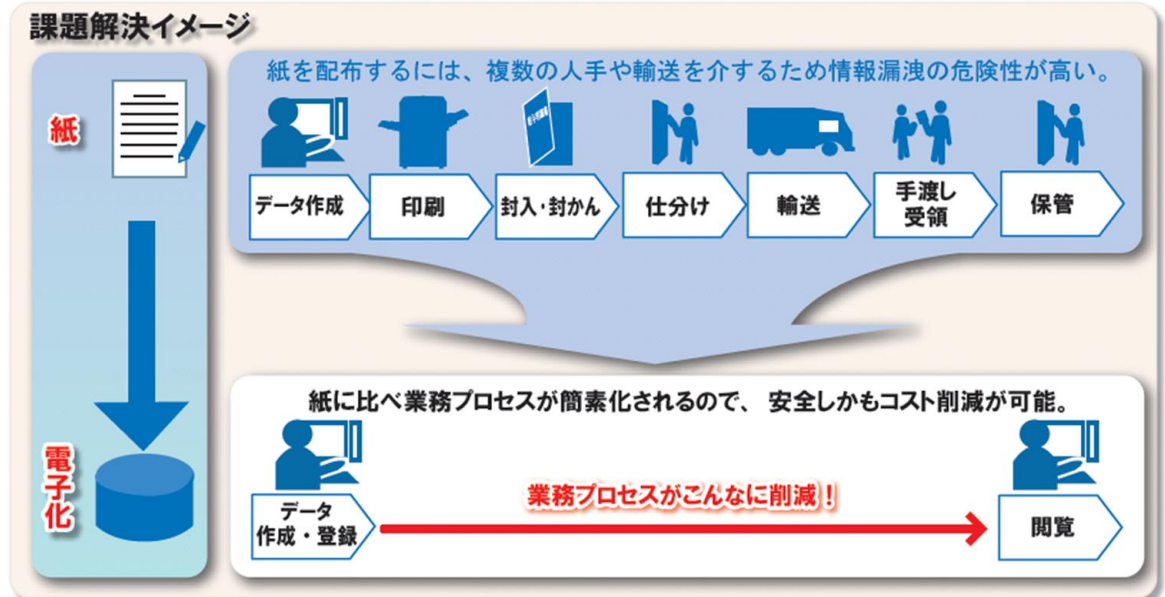 課題解決イメージ
紙
紙を配布するには、複数の人手や輸送を介するため情報漏洩の危険性が高い。
データ作成
印刷
封入・封かん
仕分け
輸送
手渡し
受領
保管
電子化
紙に比べ業務プロセスが簡素化されるので、安全しかもコスト削減が可能。
業務プロセスがこんなに削減！
データ
作成・登録
閲覧